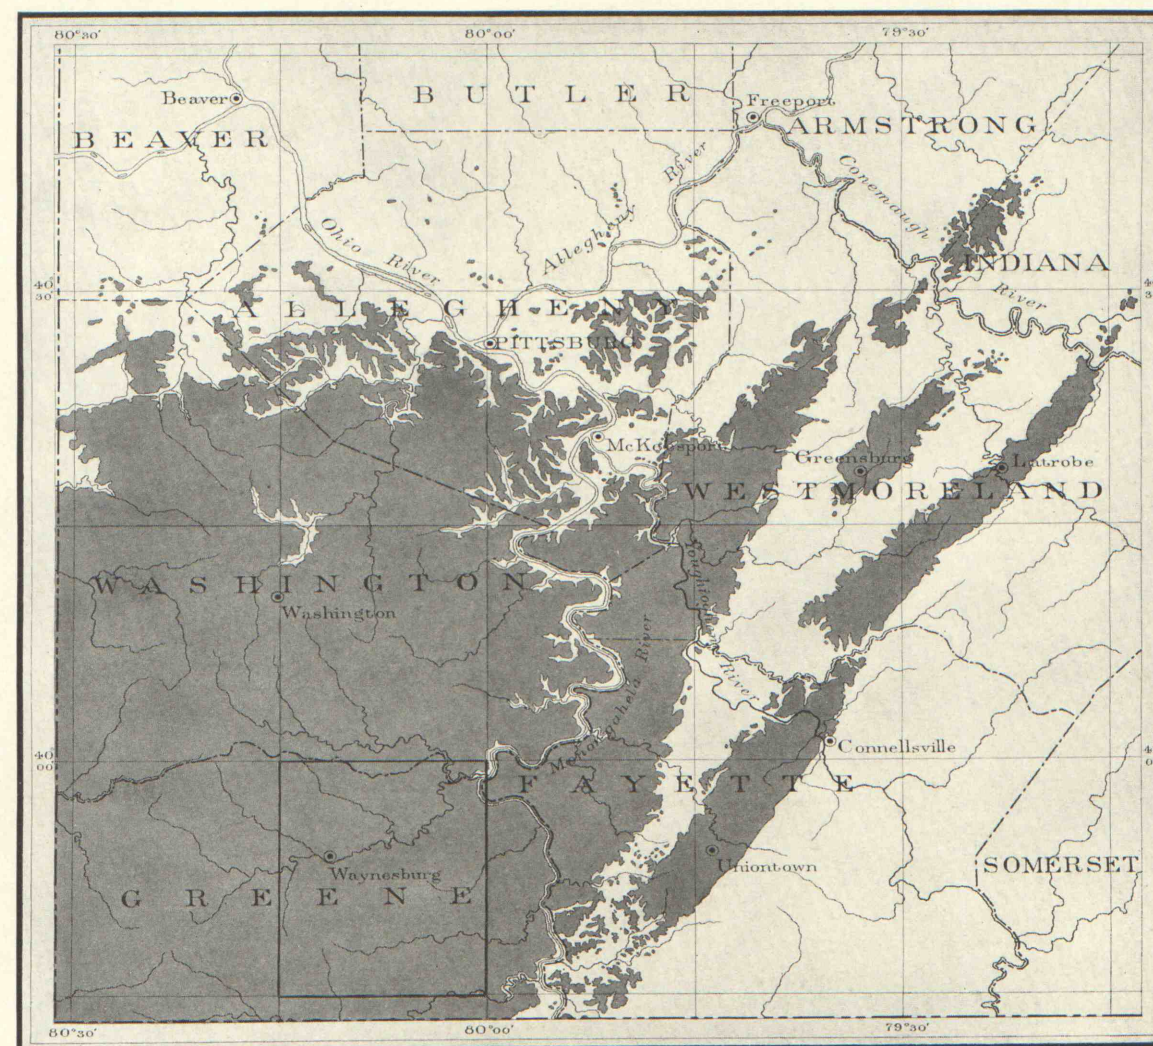 80°30' 80°00' 79°30'
Beaver
BUTLER
Freeport
BEAVER
ARMSTRONG
River
Conemaugh
Ohio
River
Allegheny
INDIANA
River
40
30'
ALLEGHENY
PITTSBURG
McKeesport
Greensburg
Latrobe
WESTMORELAND
WASHINGTON
Washington
Youghiogheny
River
Monongahela River
Connellsville
40
00'
FAYETTE
Uniontown
Waynesburg
SOMERSET
GREENE
80°30' 80°00' 79°30'